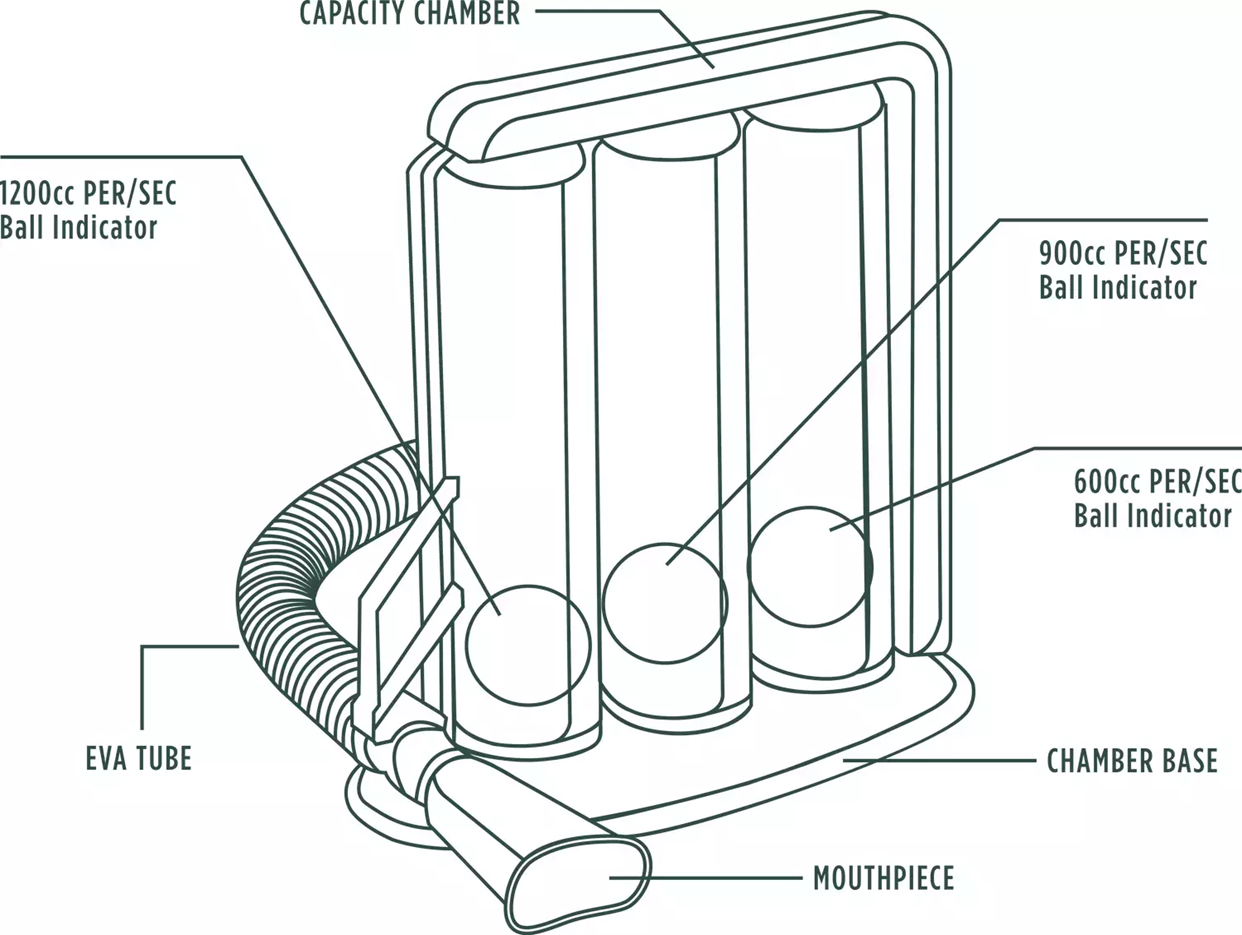 CAPACITY CHAMBER
1200cc PER/SEC
Ball Indicator
900cc PER/SEC
Ball Indicator
600cc PER/SEC
Ball Indicator
EVA TUBE
CHAMBER BASE
MOUTHPIECE